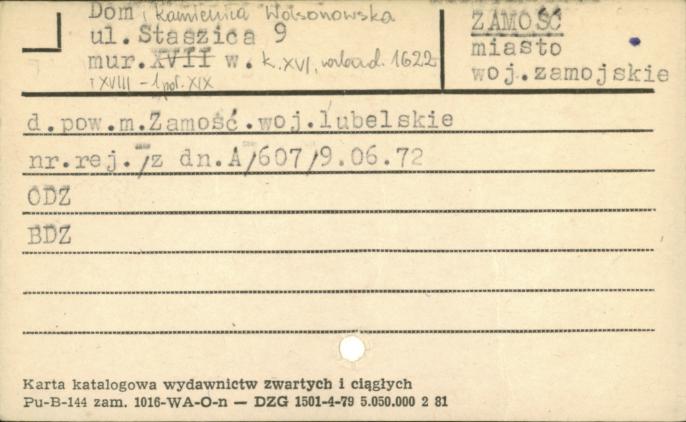 Dom, Kamienica Wolsonowska
ul. Staszica 9
mur. XVII w. k. XVI, 1622
i XVIII - 1 poł. XIX
ZAMOŚĆ
miasto
woj.zamojskie
d.pow.m.Zamość.woj.lubelskie
nr.rej./z dn.A/607/9.06.72
ODZ
BDZ
Karta katalogowa wydawnictw zwartych i ciągłych
Pu-B-144 zam. 1016-WA-O-n — DZG 1501-4-79 5.050.000 2 81